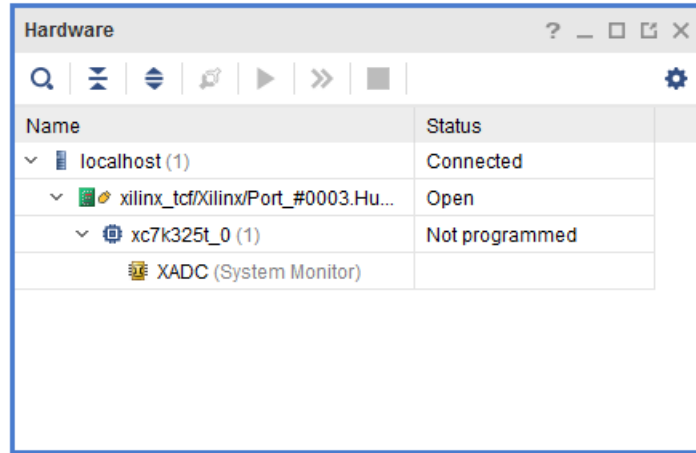 Hardware
Name Status
localhost (1) Connected
xilinx_tcf/Xilinx/Port_#0003.Hu... Open
xc7k325t_0 (1) Not programmed
XADC (System Monitor)